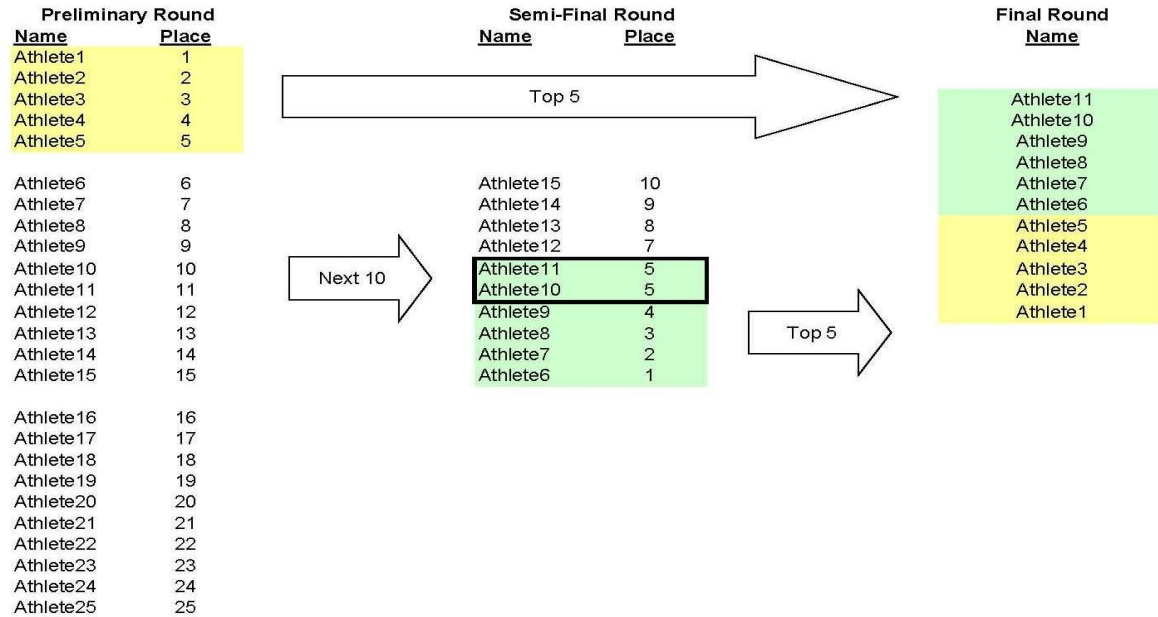 Preliminary Round
Name Place
Athlete1 1
Athlete2 2
Athlete3 3
Athlete4 4
Athlete5 5
Athlete6 6
Athlete7 7
Athlete8 8
Athlete9 9
Athlete10 10
Athlete11 11
Athlete12 12
Athlete13 13
Athlete14 14
Athlete15 15
Athlete16 16
Athlete17 17
Athlete18 18
Athlete19 19
Athlete20 20
Athlete21 21
Athlete22 22
Athlete23 23
Athlete24 24
Athlete25 25
Top 5
Next 10
Semi-Final Round
Name Place
Athlete15 10
Athlete14 9
Athlete13 8
Athlete12 7
Athlete11 5
Athlete10 5
Athlete9 4
Athlete8 3
Athlete7 2
Athlete6 1
Top 5
Final Round
Name
Athlete11
Athlete10
Athlete9
Athlete8
Athlete7
Athlete6
Athlete5
Athlete4
Athlete3
Athlete2
Athlete1